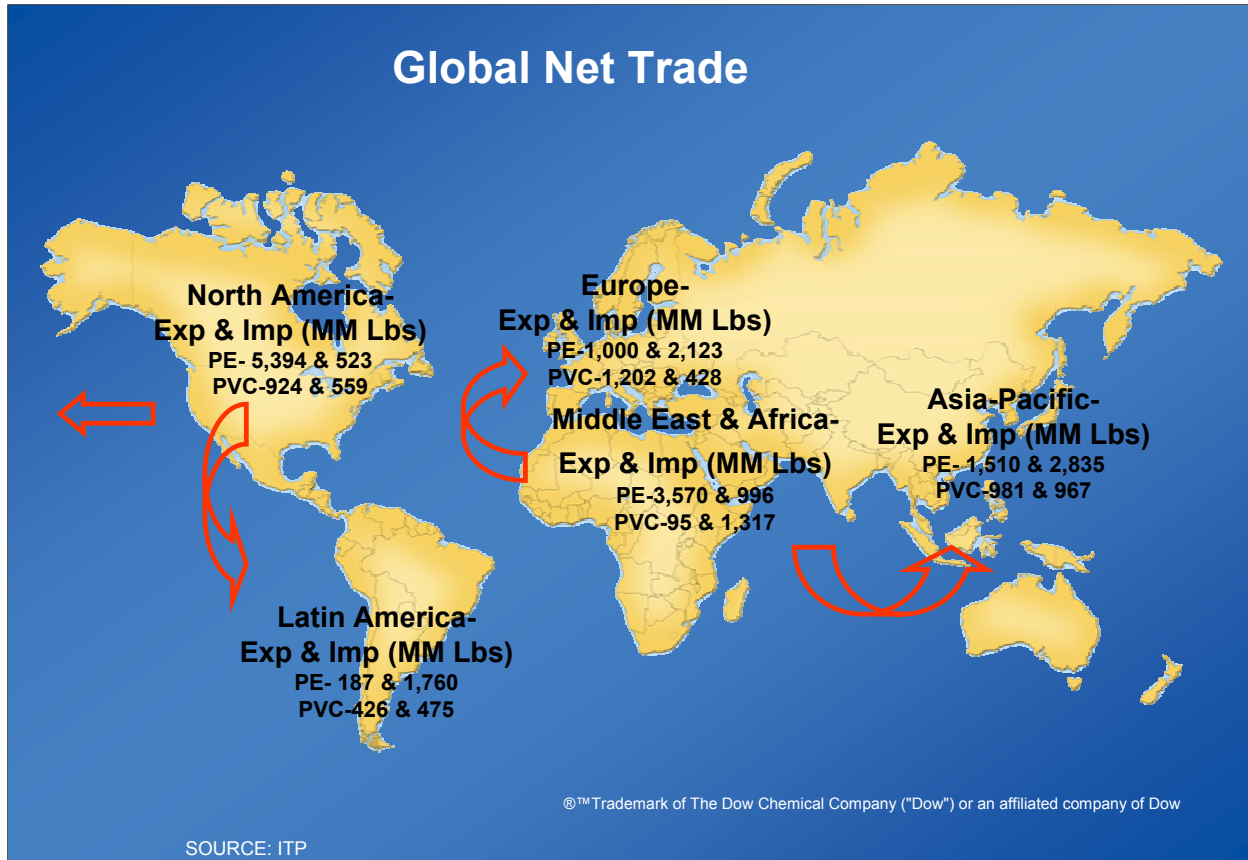 Global Net Trade
North America-
Exp & Imp (MM Lbs)
PE- 5,394 & 523
PVC-924 & 559
Europe-
Exp & Imp (MM Lbs)
PE-1,000 & 2,123
PVC-1,202 & 428
Middle East & Africa-
Exp & Imp (MM Lbs)
PE-3,570 & 996
PVC-95 & 1,317
Asia-Pacific-
Exp & Imp (MM Lbs)
PE- 1,510 & 2,835
PVC-981 & 967
Latin America-
Exp & Imp (MM Lbs)
PE- 187 & 1,760
PVC-426 & 475
®™Trademark of The Dow Chemical Company ("Dow") or an affiliated company of Dow
SOURCE: ITP